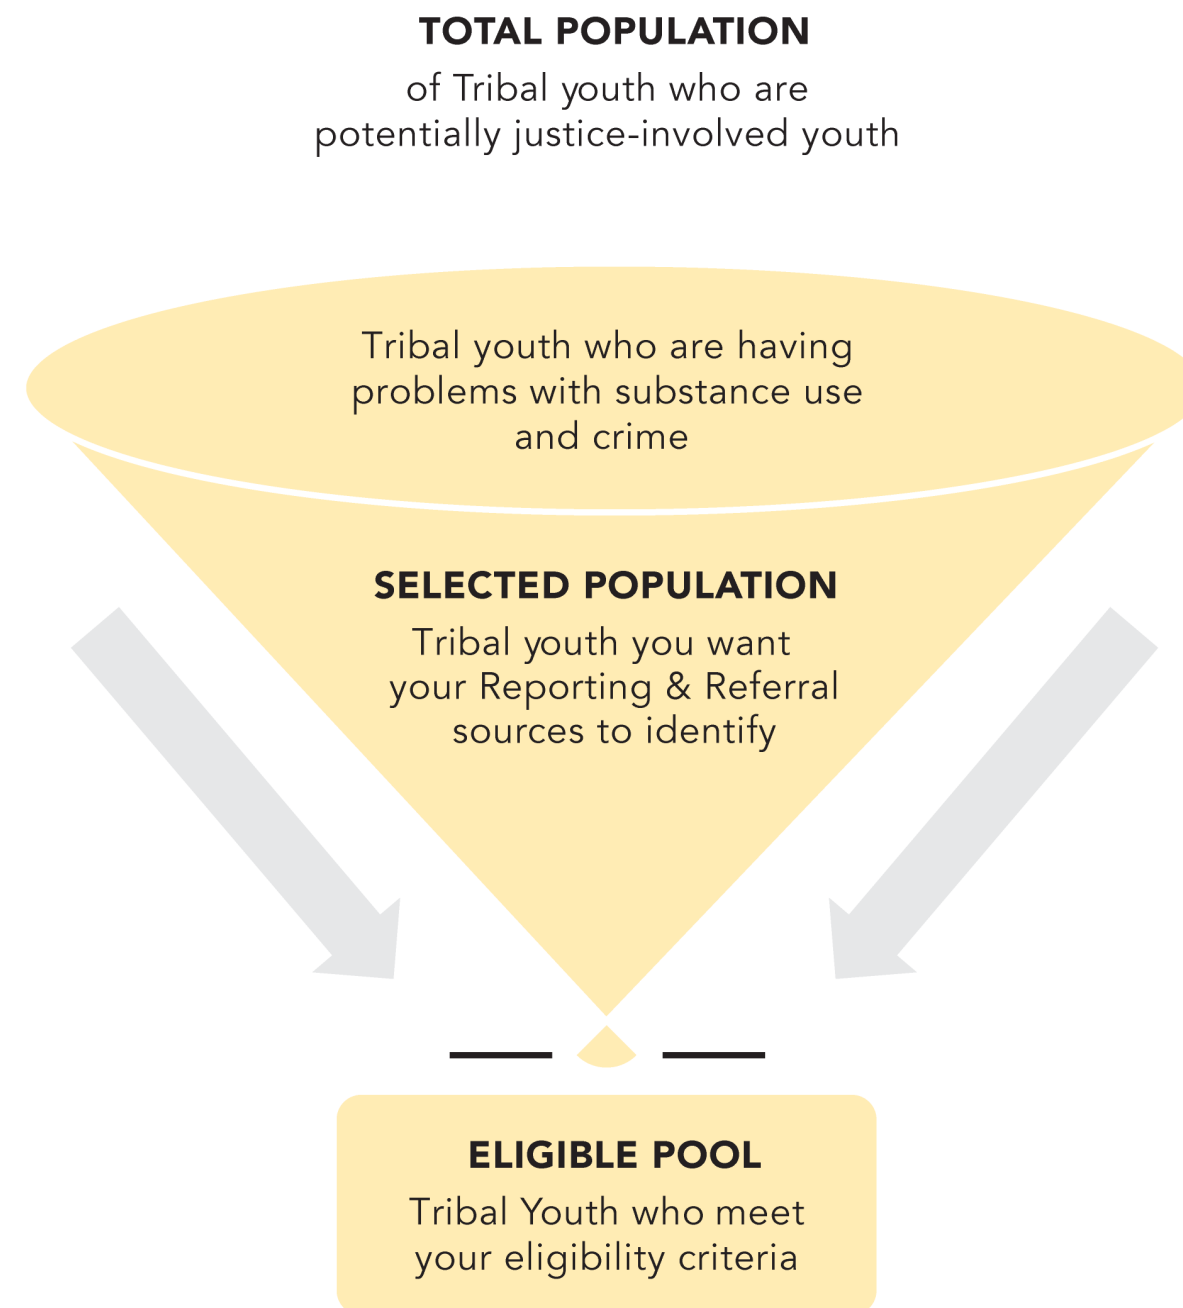 TOTAL POPULATION
of Tribal youth who are
potentially justice-involved youth
Tribal youth who are having
problems with substance use
and crime
SELECTED POPULATION
Tribal youth you want
your Reporting & Referral
sources to identify
ELIGIBLE POOL
Tribal Youth who meet
your eligibility criteria